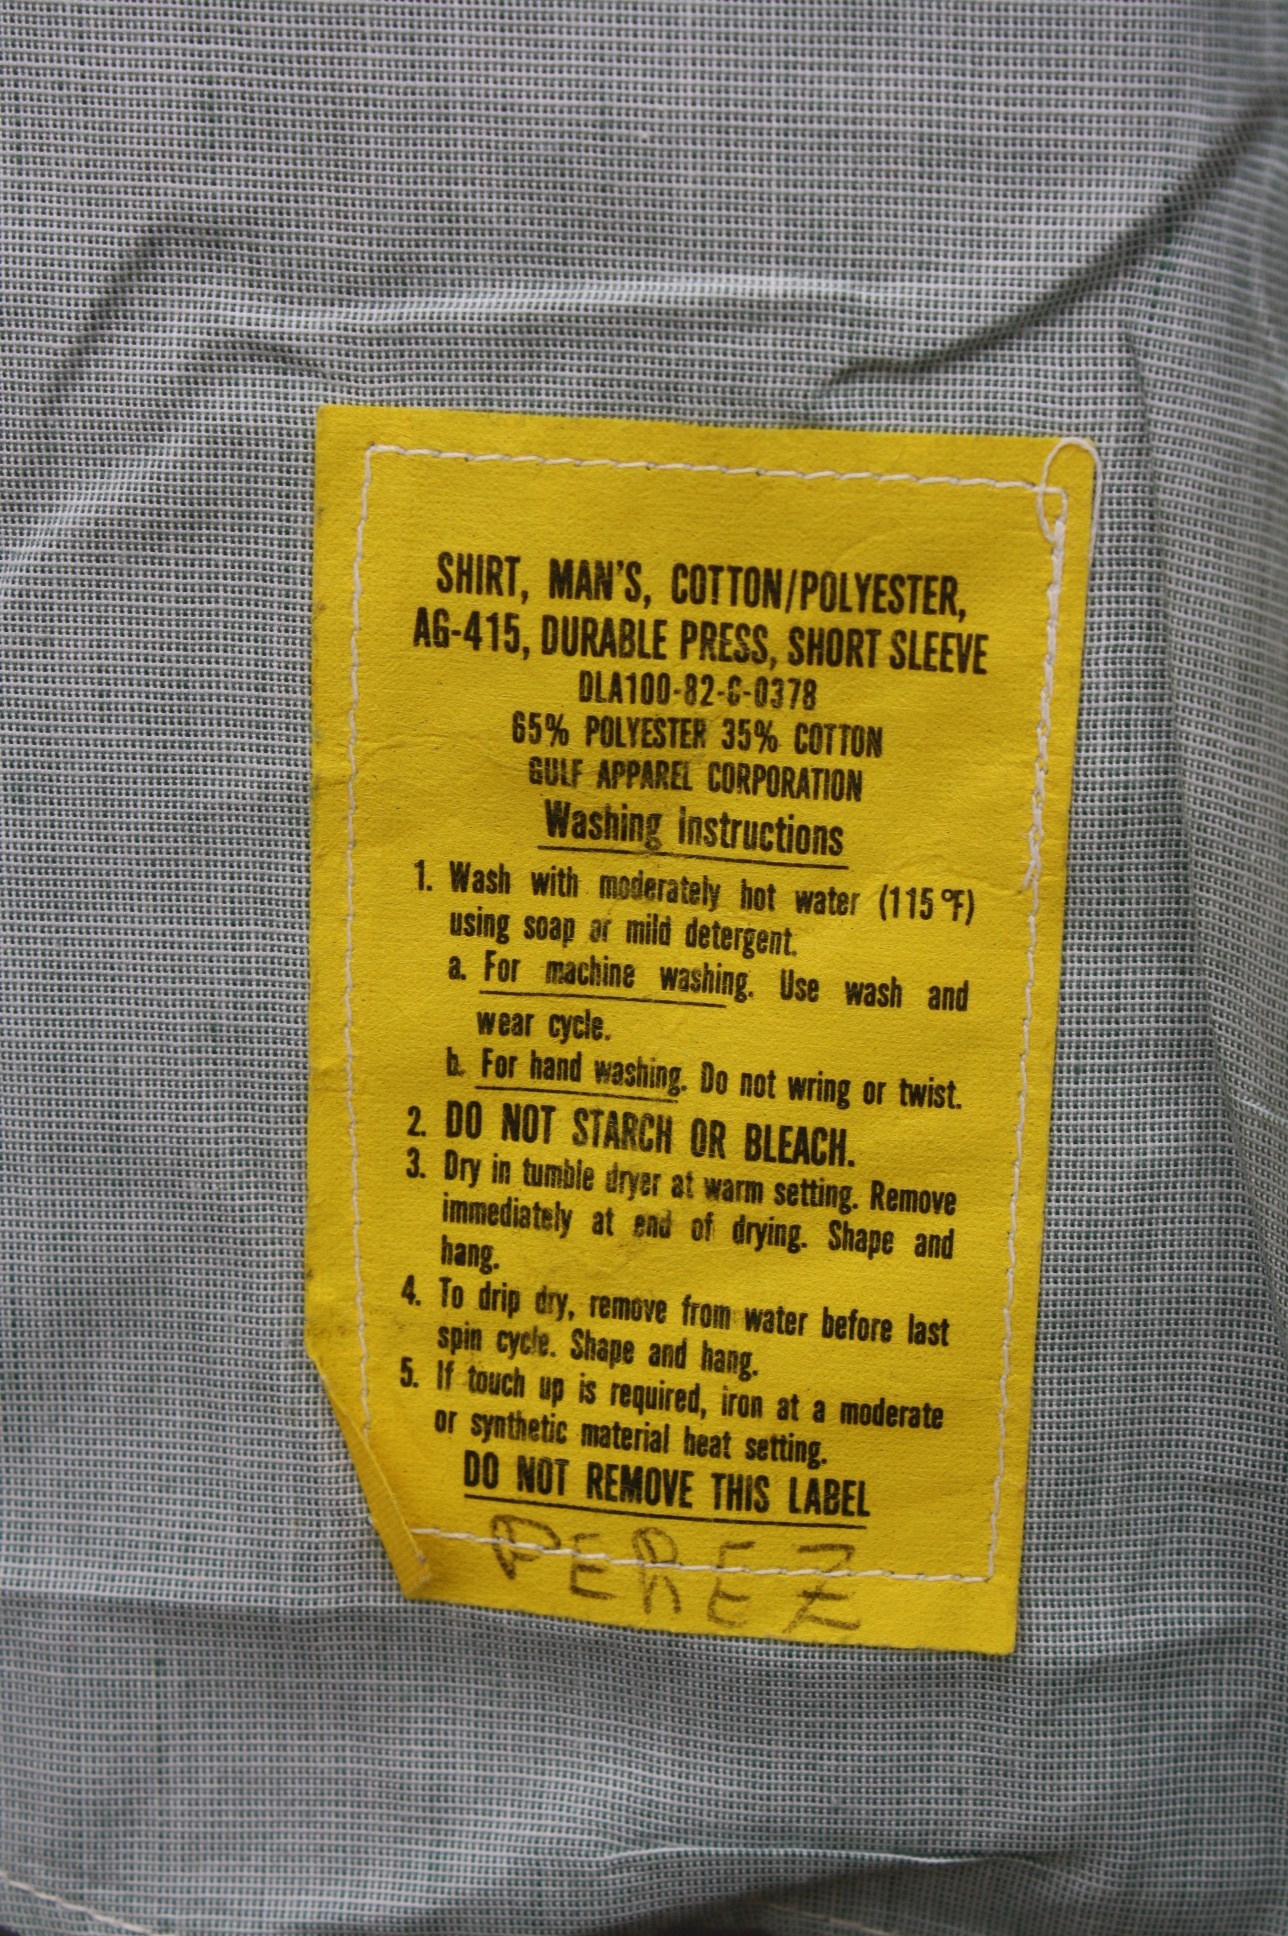 SHIRT, MAN'S, COTTON/POLYESTER,
AG-415, DURABLE PRESS, SHORT SLEEVE
DLA100-82-C-0378
65% POLYESTER 35% COTTON
GULF APPAREL CORPORATION
Washing Instructions
1. Wash with moderately hot water (115°F)
using soap or mild detergent.
a. For machine washing. Use wash and
wear cycle.
b. For hand washing. Do not wring or twist.
2. DO NOT STARCH OR BLEACH.
3. Dry in tumble dryer at warm setting. Remove
immediately at end of drying. Shape and
hang.
4. To drip dry, remove from water before last
spin cycle. Shape and hang.
5. If touch up is required, iron at a moderate
or synthetic material heat setting.
DO NOT REMOVE THIS LABEL
PEREZ